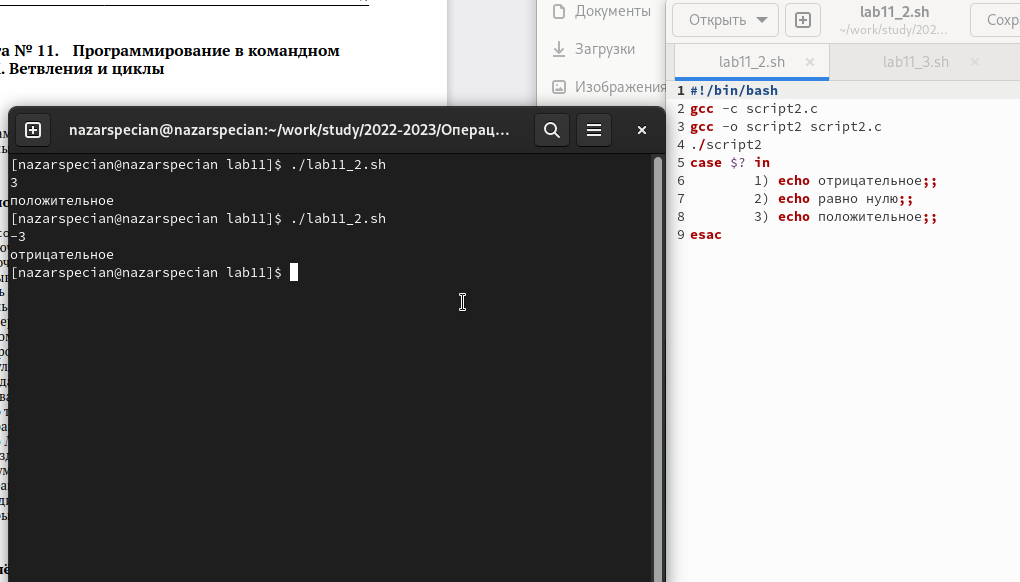 № 11. Программирование в командном
Ветвления и циклы
Документы
Загрузки
Изображения
Открыть
lab11_2.sh
~/work/study/202...
Сохр
lab11_2.sh ×
lab11_3.sh ×
nazarspecian@nazarspecian:~/work/study/2022-2023/Операц...
[nazarspecian@nazarspecian lab11]$ ./lab11_2.sh
3
положительное
[nazarspecian@nazarspecian lab11]$ ./lab11_2.sh
-3
отрицательное
[nazarspecian@nazarspecian lab11]$
1 #!/bin/bash
2 gcc -c script2.c
3 gcc -o script2 script2.c
4 ./script2
5 case $? in
6 1) echo отрицательное;;
7 2) echo равно нулю;;
8 3) echo положительное;;
9 esac